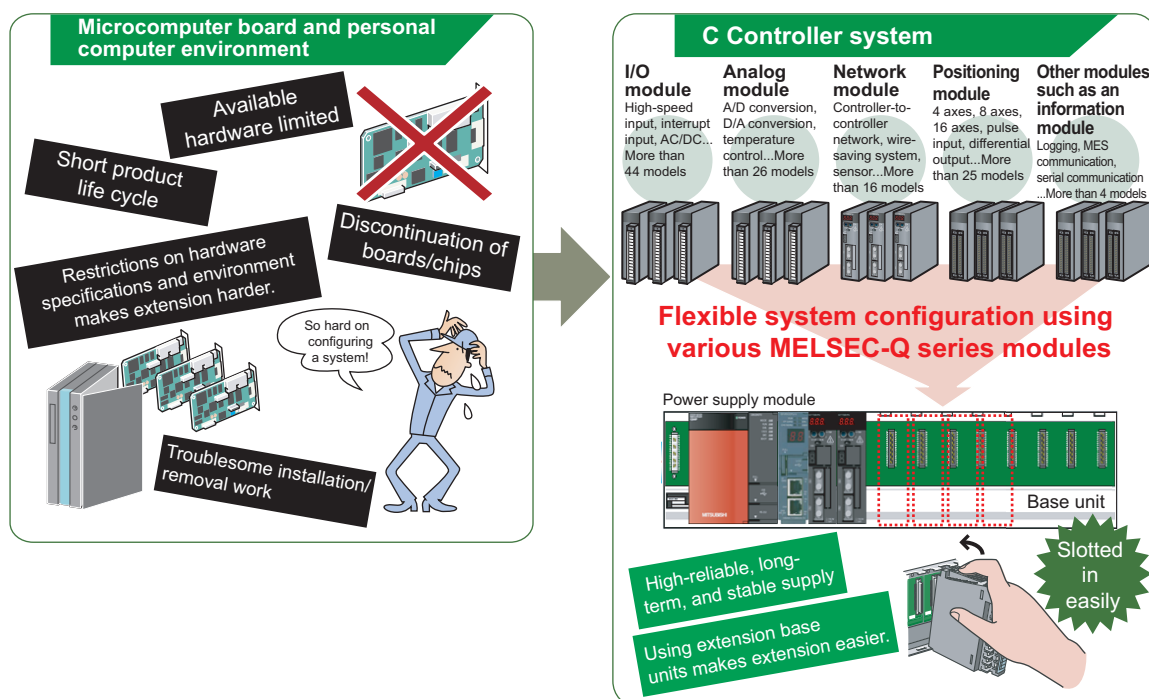 Microcomputer board and personal
computer environment
Available
hardware limited
Short product
life cycle
Discontinuation of
boards/chips
Restrictions on hardware
specifications and environment
makes extension harder.
So hard on
configuring
a system!
Troublesome installation/
removal work
C Controller system
I/O
module
High-speed
input, interrupt
input, AC/DC...
More than
44 models
Analog
module
A/D conversion,
D/A conversion,
temperature
control...More
than 26 models
Network
module
Controller-to-
controller
network, wire-
saving system,
sensor...More
than 16 models
Positioning
module
4 axes, 8 axes,
16 axes, pulse
input, differential
output...More
than 25 models
Other modules
such as an
information
module
Logging, MES
communication,
serial communication
...More than 4 models
Flexible system configuration using
various MELSEC-Q series modules
Power supply module
MITSUBISHI
Base unit
Slotted
in
easily
High-reliable, long-
term, and stable supply
Using extension base
units makes extension easier.